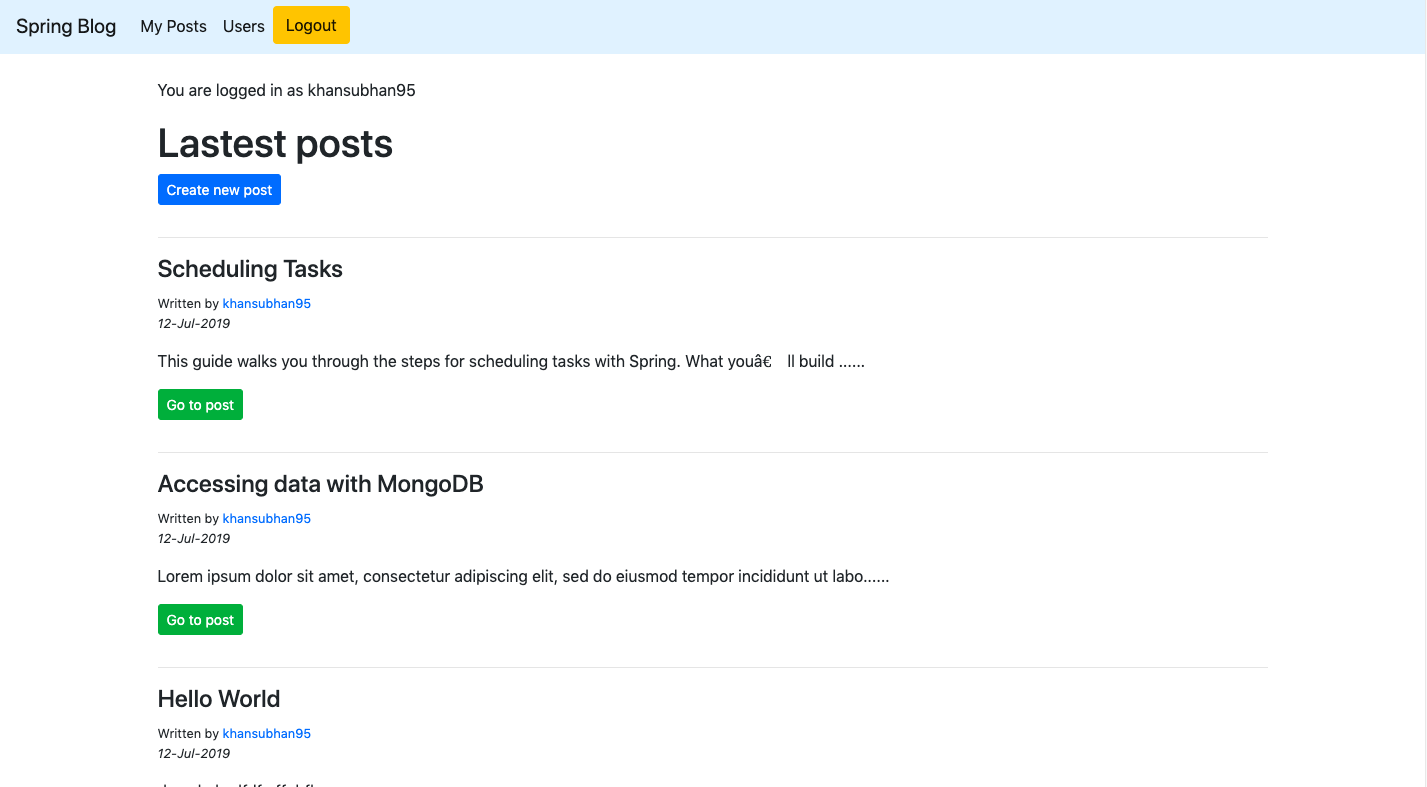 Spring Blog My Posts Users Logout
You are logged in as khansubhan95
Lastest posts
Create new post
Scheduling Tasks
Written by khansubhan95
12-Jul-2019
This guide walks you through the steps for scheduling tasks with Spring. What youâ€ ll build ......
Go to post
Accessing data with MongoDB
Written by khansubhan95
12-Jul-2019
Lorem ipsum dolor sit amet, consectetur adipiscing elit, sed do eiusmod tempor incididunt ut labo......
Go to post
Hello World
Written by khansubhan95
12-Jul-2019